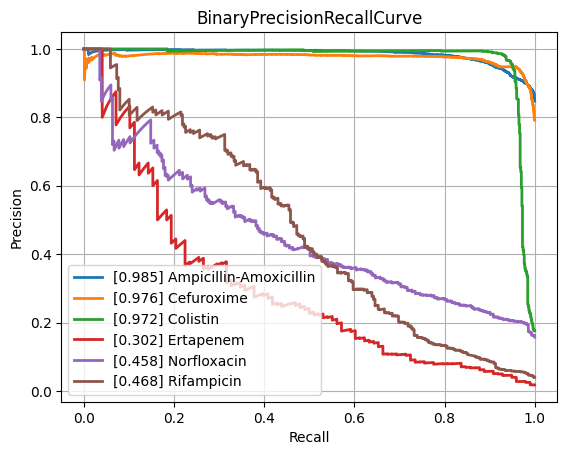 BinaryPrecisionRecallCurve
Precision
1.0
0.8
0.6
0.4
0.2
0.0
[0.985] Ampicillin-Amoxicillin
[0.976] Cefuroxime
[0.972] Colistin
[0.302] Ertapenem
[0.458] Norfloxacin
[0.468] Rifampicin
0.0 0.2 0.4 0.6 0.8 1.0
Recall